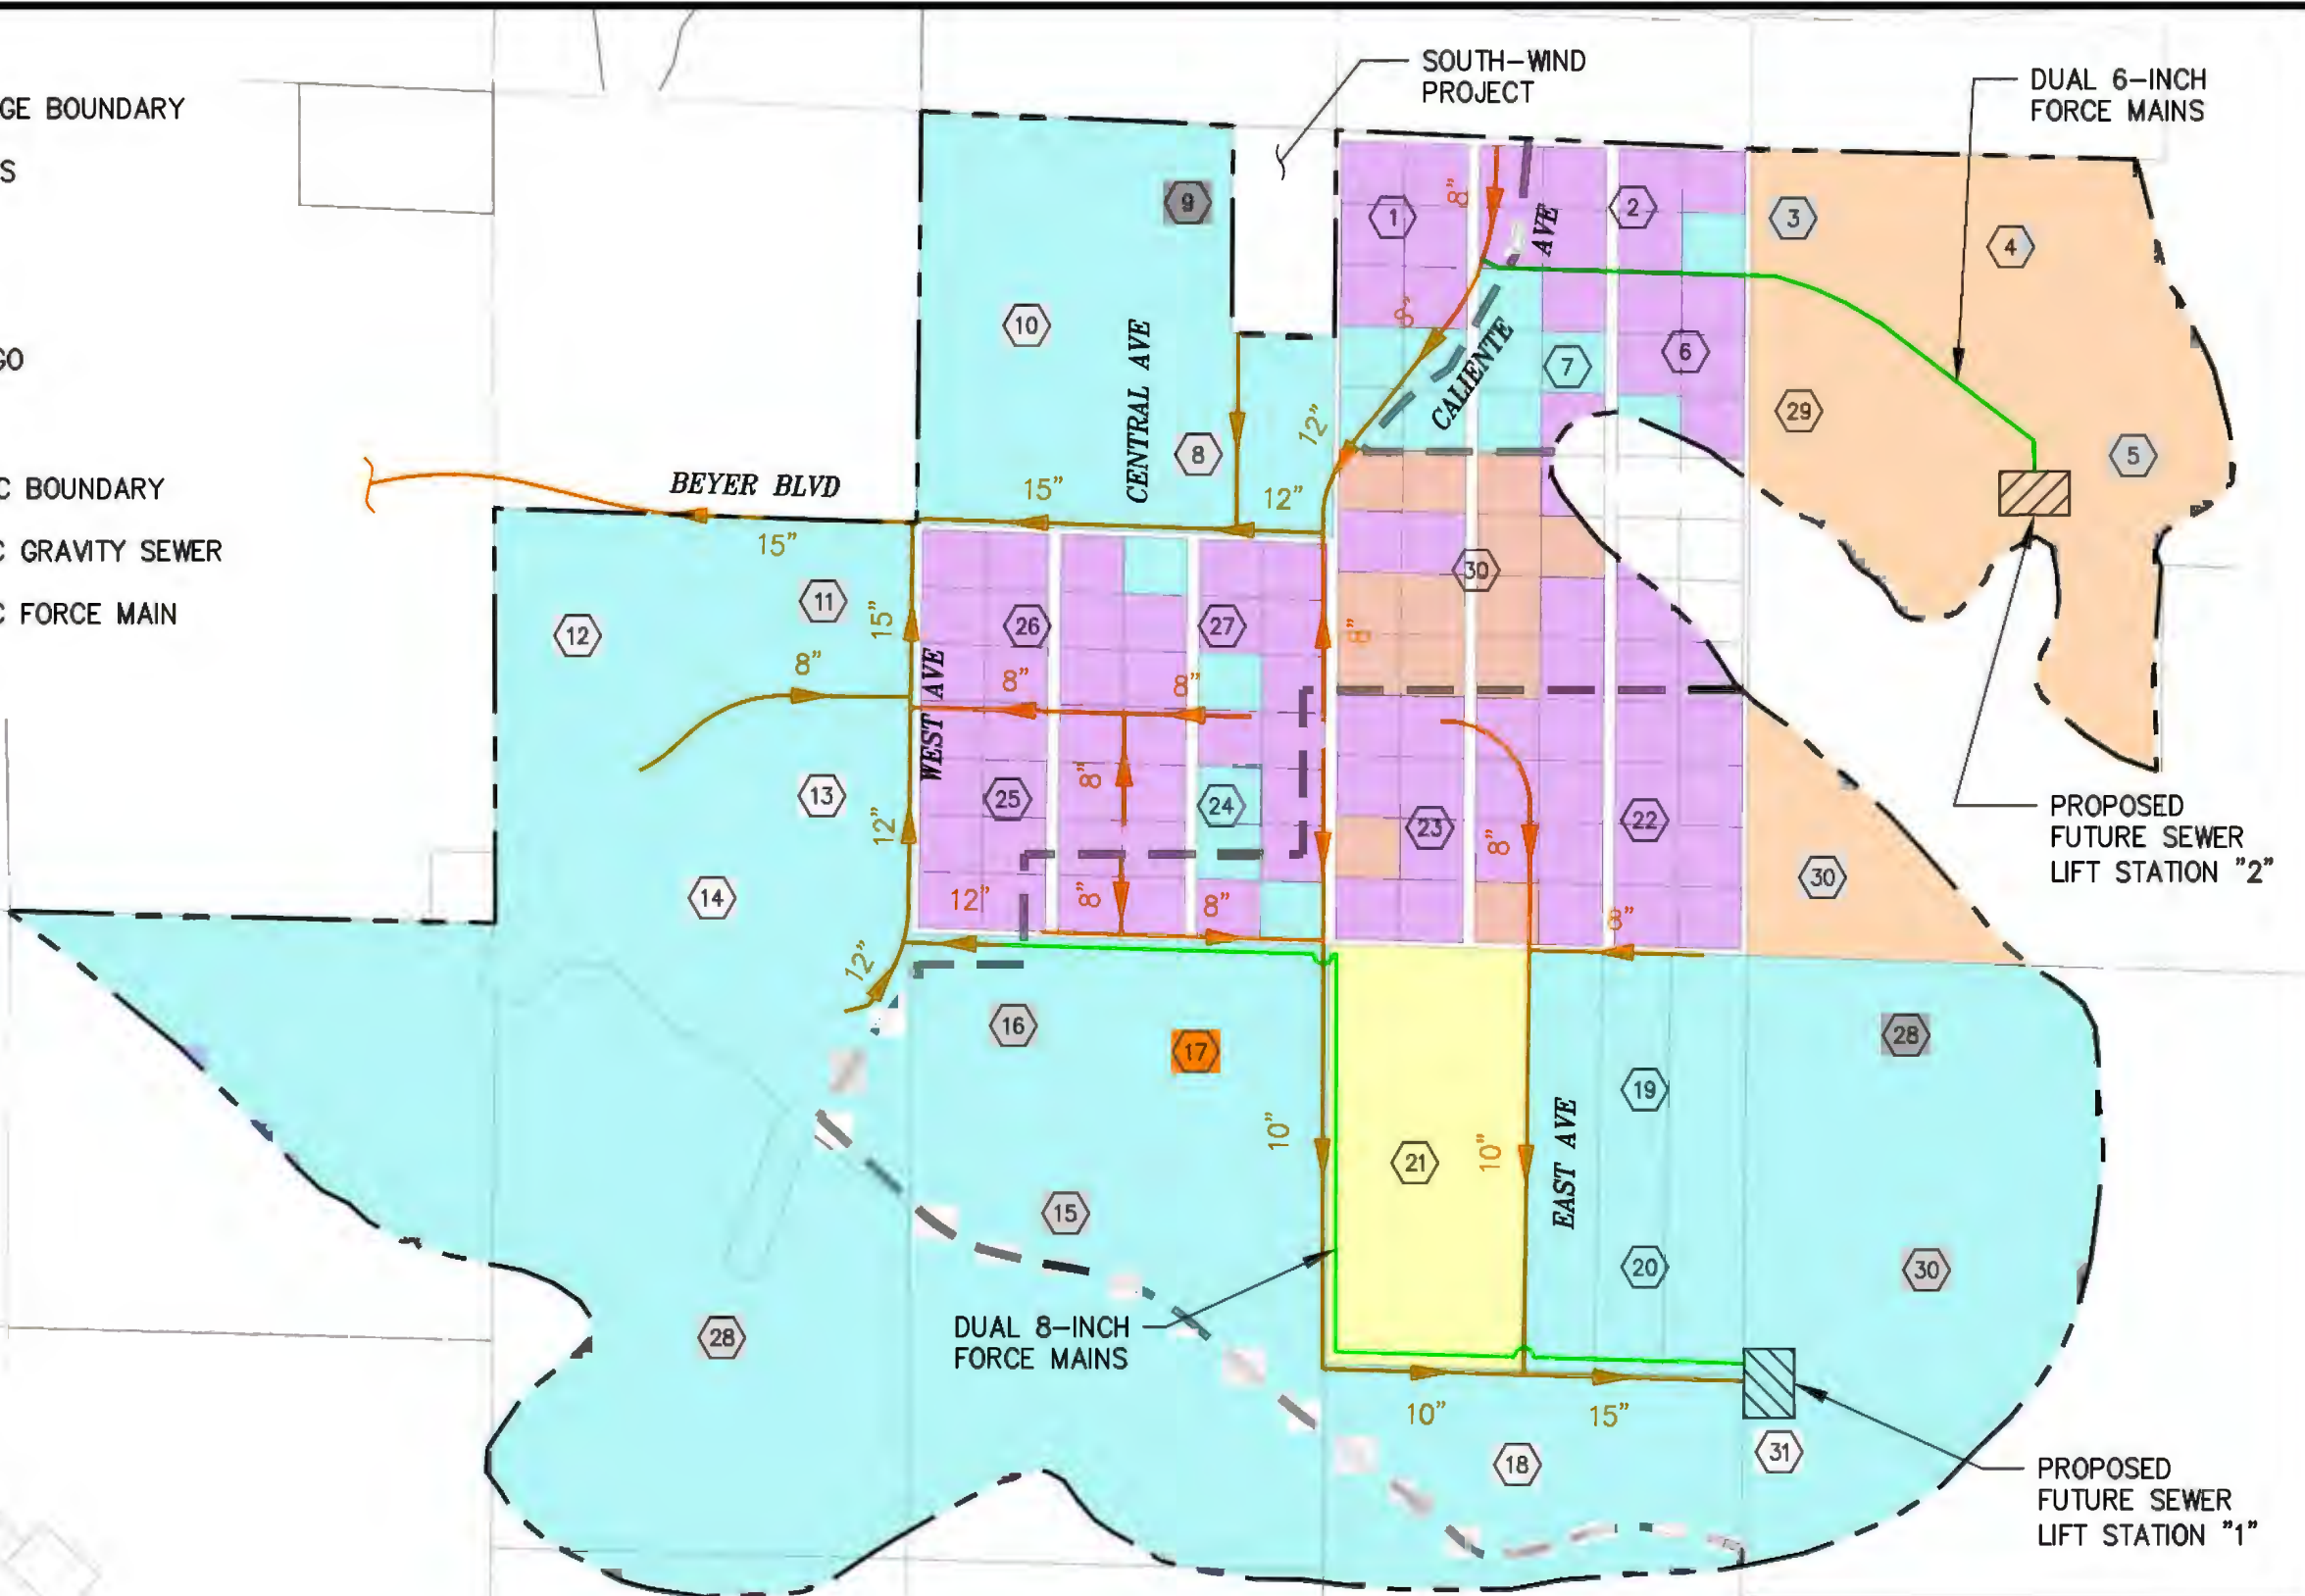 GE BOUNDARY
S
GO
C BOUNDARY
C GRAVITY SEWER
C FORCE MAIN
SOUTH-WIND
PROJECT
DUAL 6-INCH
FORCE MAINS
9
1
8"
AVE
2
3
4
10
CENTRAL AVE
8"
CALIENTE
7
6
29
5
8
12"
BEYER BLVD
15"
12"
15"
12
11
15"
26
27
8"
30
8"
WEST AVE
8"
8"
13
12"
25
8"
24
23
8"
22
PROPOSED
FUTURE SEWER
LIFT STATION "2"
14
12"
8"
8"
8"
30
12"
16
17
28
10"
21
10"
EAST AVE
19
15
20
30
28
DUAL 8-INCH
FORCE MAINS
10"
15"
18
31
PROPOSED
FUTURE SEWER
LIFT STATION "1"